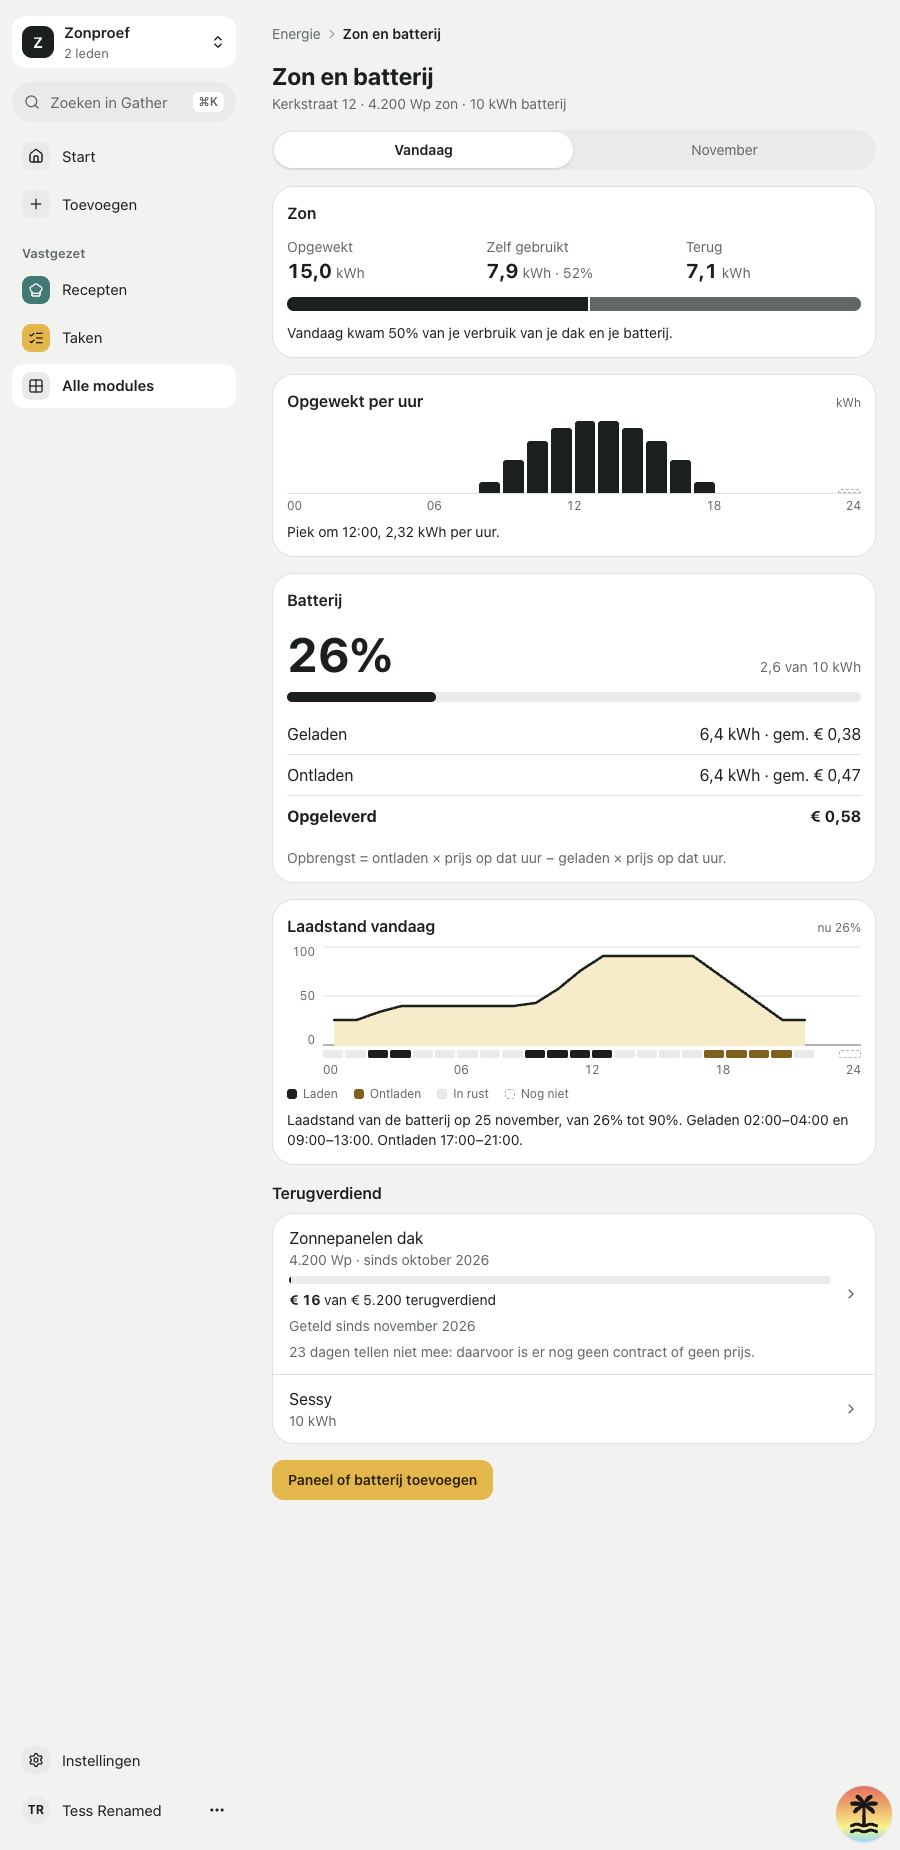 Z
Zonproef
2 leden
Zoeken in Gather
⌘K
Start
Toevoegen
Vastgezet
Recepten
Taken
Alle modules
Instellingen
TR
Tess Renamed
Energie
Zon en batterij
Zon en batterij
Kerkstraat 12 · 4.200 Wp zon · 10 kWh batterij
Vandaag
November
Zon
Opgewekt
Zelf gebruikt
Terug
15,0 kWh
7,9 kWh · 52%
7,1 kWh
Vandaag kwam 50% van je verbruik van je dak en je batterij.
Opgewekt per uur
kWh
00 06 12 18 24
Piek om 12:00, 2,32 kWh per uur.
Batterij
26%
2,6 van 10 kWh
Geladen
6,4 kWh · gem. € 0,38
Ontladen
6,4 kWh · gem. € 0,47
Opgeleverd
€ 0,58
Opbrengst = ontladen × prijs op dat uur − geladen × prijs op dat uur.
Laadstand vandaag
nu 26%
100
50
0
00 06 12 18 24
Laden
Ontladen
In rust
Nog niet
Laadstand van de batterij op 25 november, van 26% tot 90%. Geladen 02:00–04:00 en
09:00–13:00. Ontladen 17:00–21:00.
Terugverdiend
Zonnepanelen dak
4.200 Wp · sinds oktober 2026
€ 16 van € 5.200 terugverdiend
Geteld sinds november 2026
23 dagen tellen niet mee: daarvoor is er nog geen contract of geen prijs.
Sessy
10 kWh
Paneel of batterij toevoegen